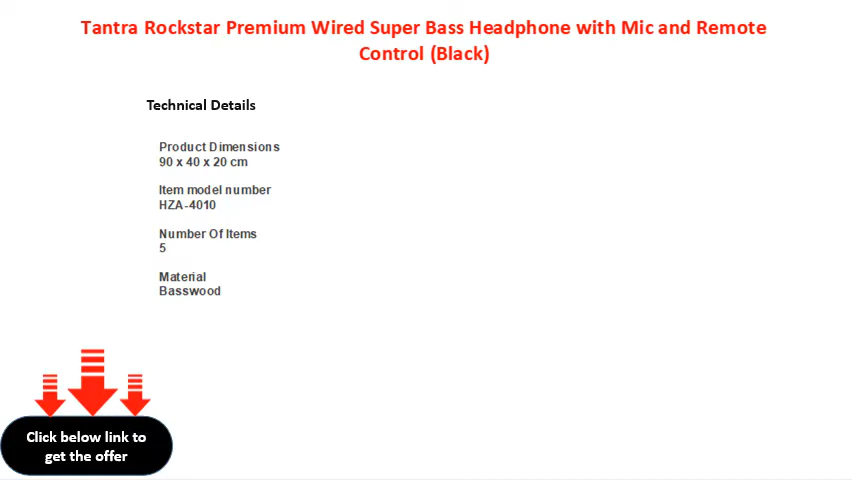 Tantra Rockstar Premium Wired Super Bass Headphone with Mic and Remote
Control (Black)
Technical Details
Product Dimensions
90 x 40 x 20 cm
Item model number
HZA-4010
Number Of Items
5
Material
Basswood
Click below link to
get the offer